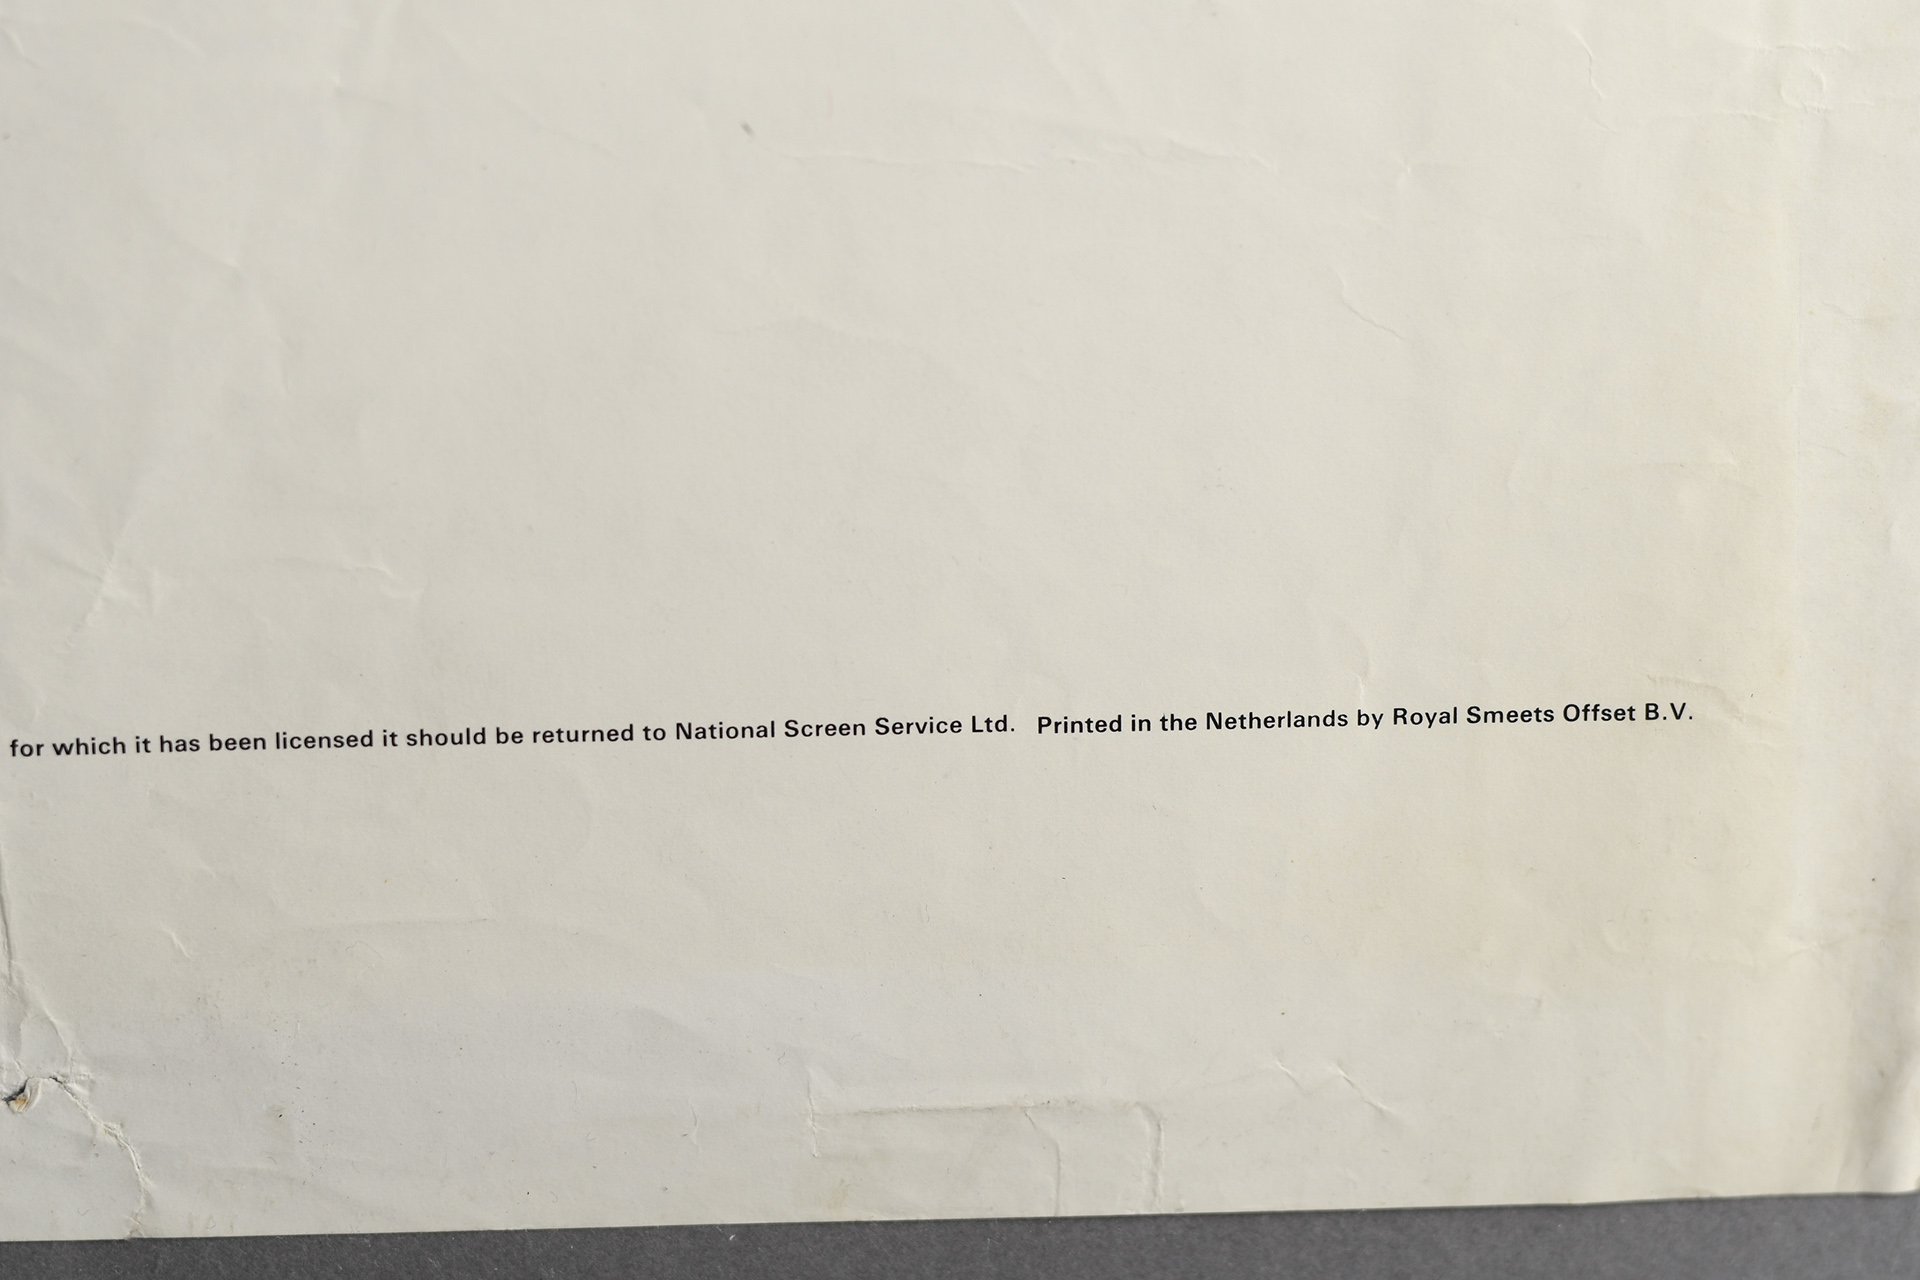 for which it has been licensed it should be returned to National Screen Service Ltd. Printed in the Netherlands by Royal Smeets Offset B.V.